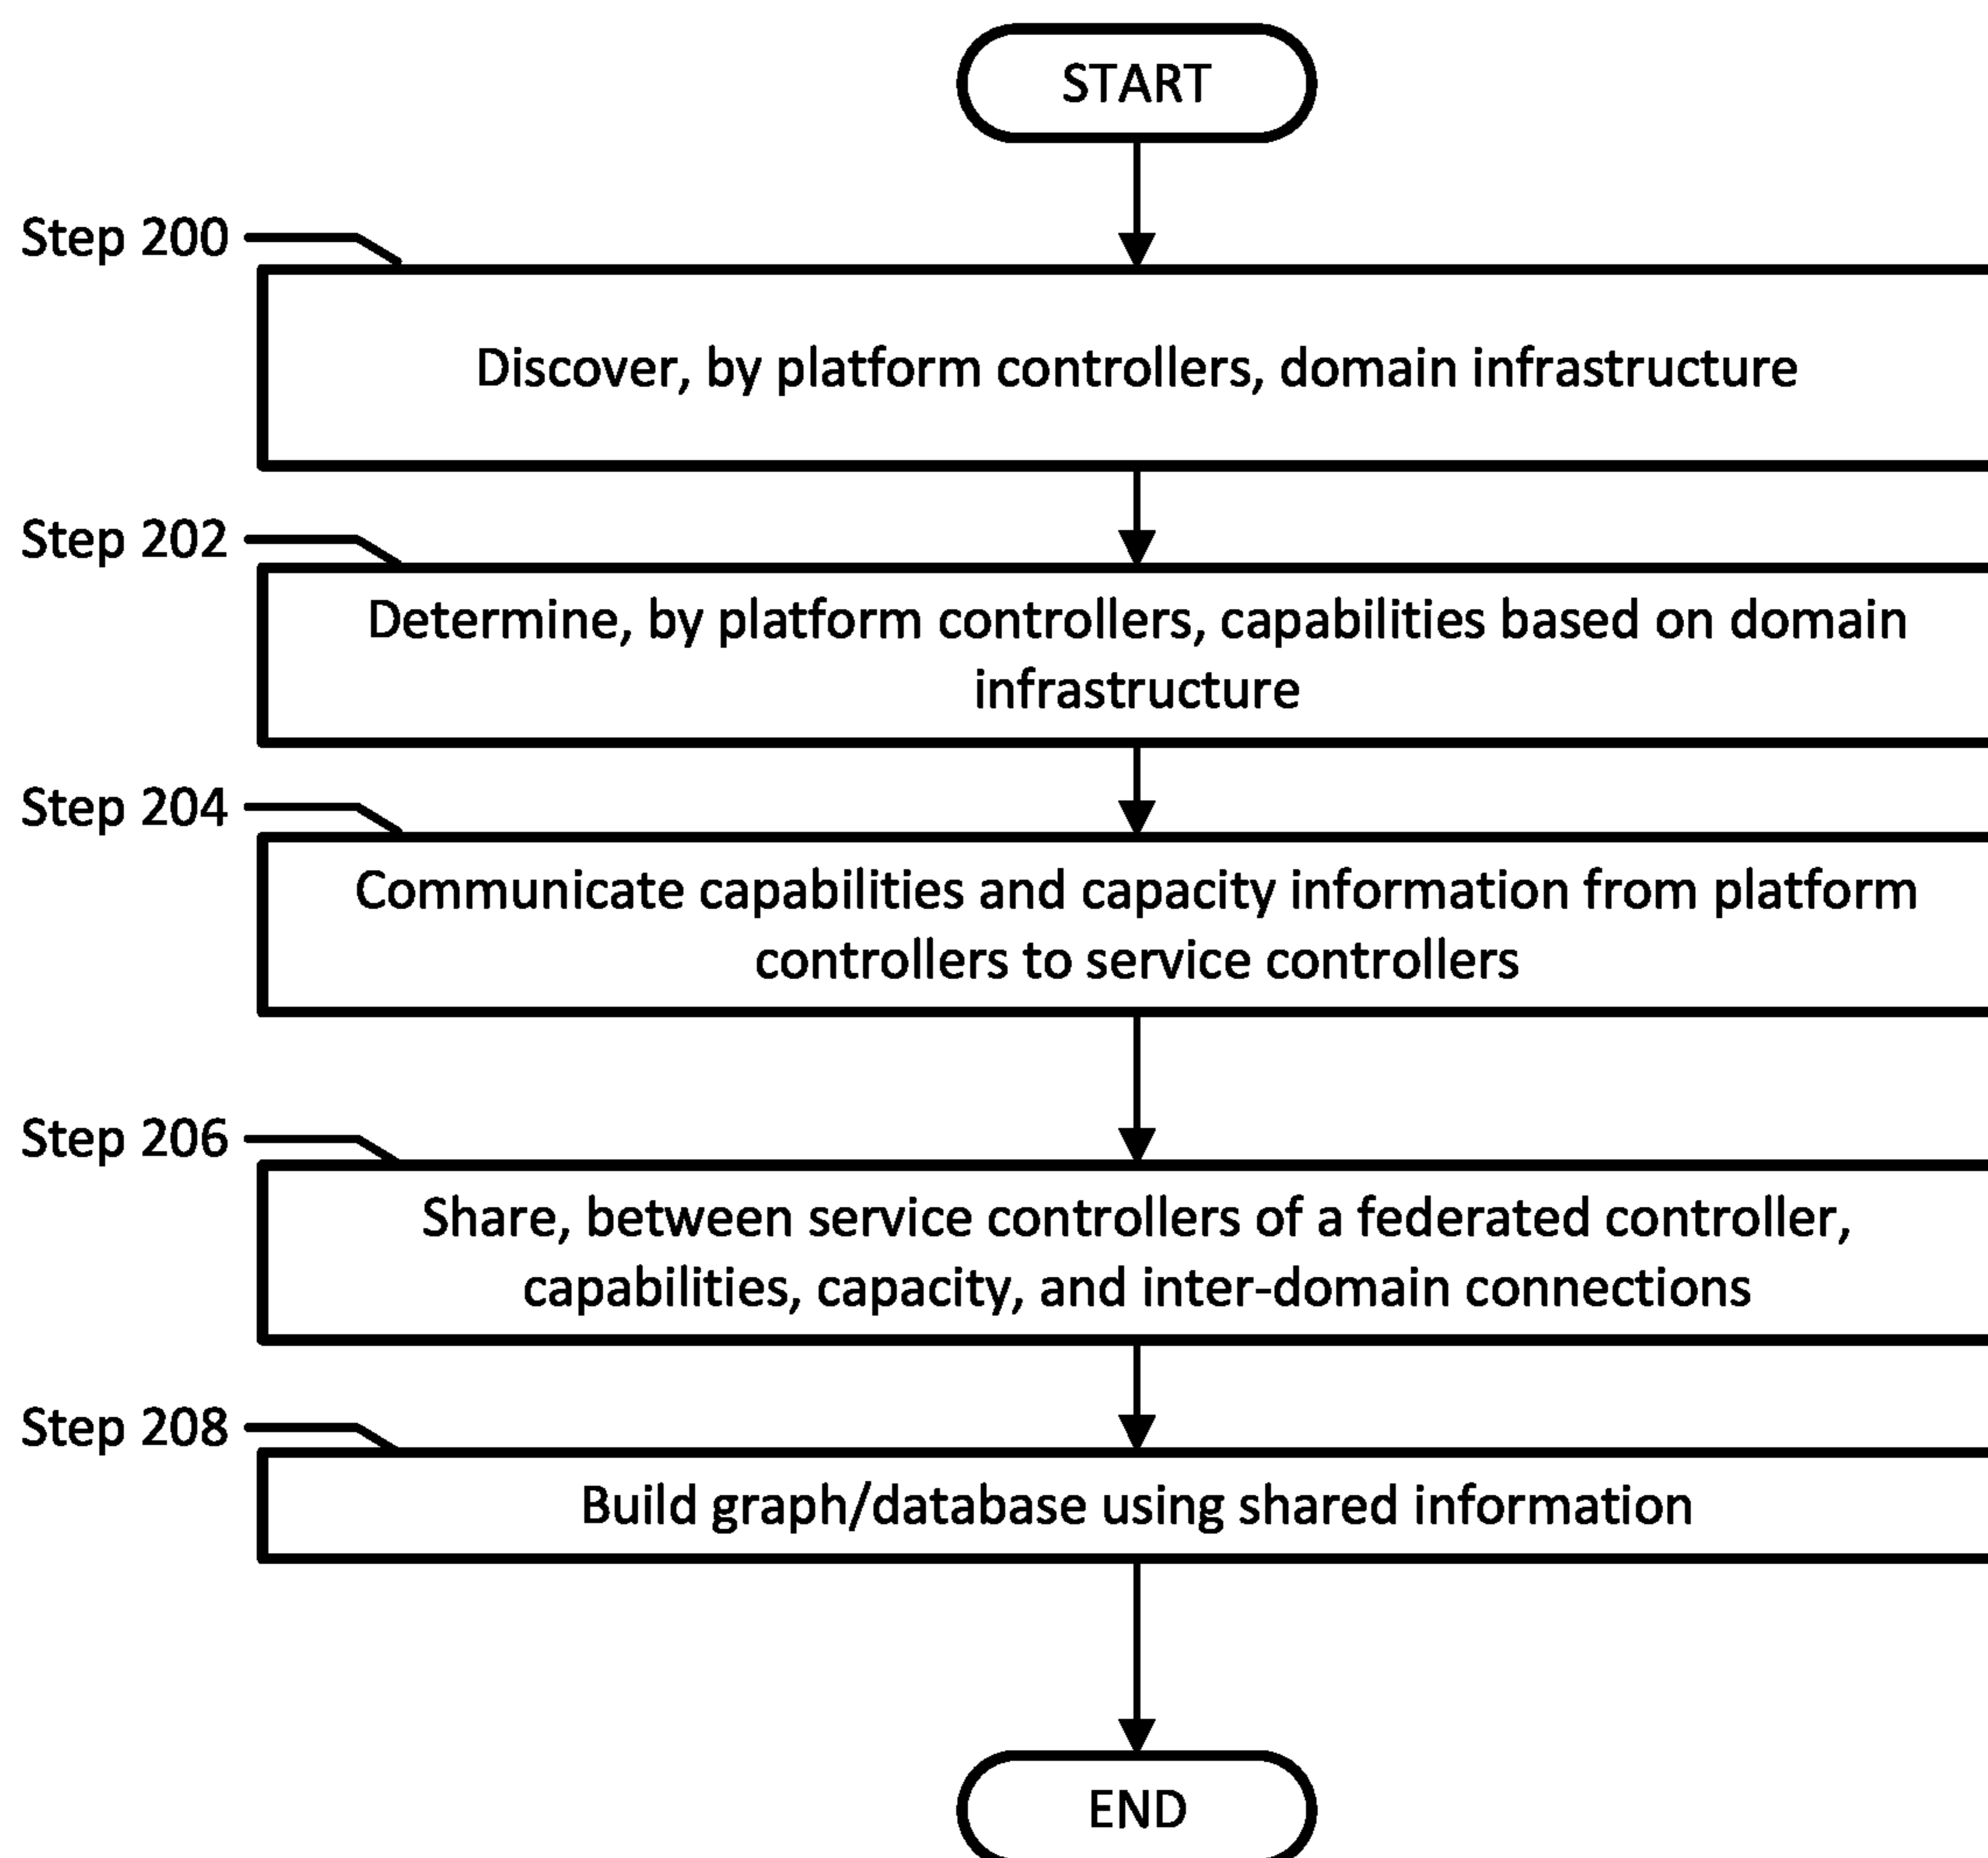 START
Step 200
Discover, by platform controllers, domain infrastructure
Step 202
Determine, by platform controllers, capabilities based on domain
infrastructure
Step 204
Communicate capabilities and capacity information from platform
controllers to service controllers
Step 206
Share, between service controllers of a federated controller,
capabilities, capacity, and inter-domain connections
Step 208
Build graph/database using shared information
END